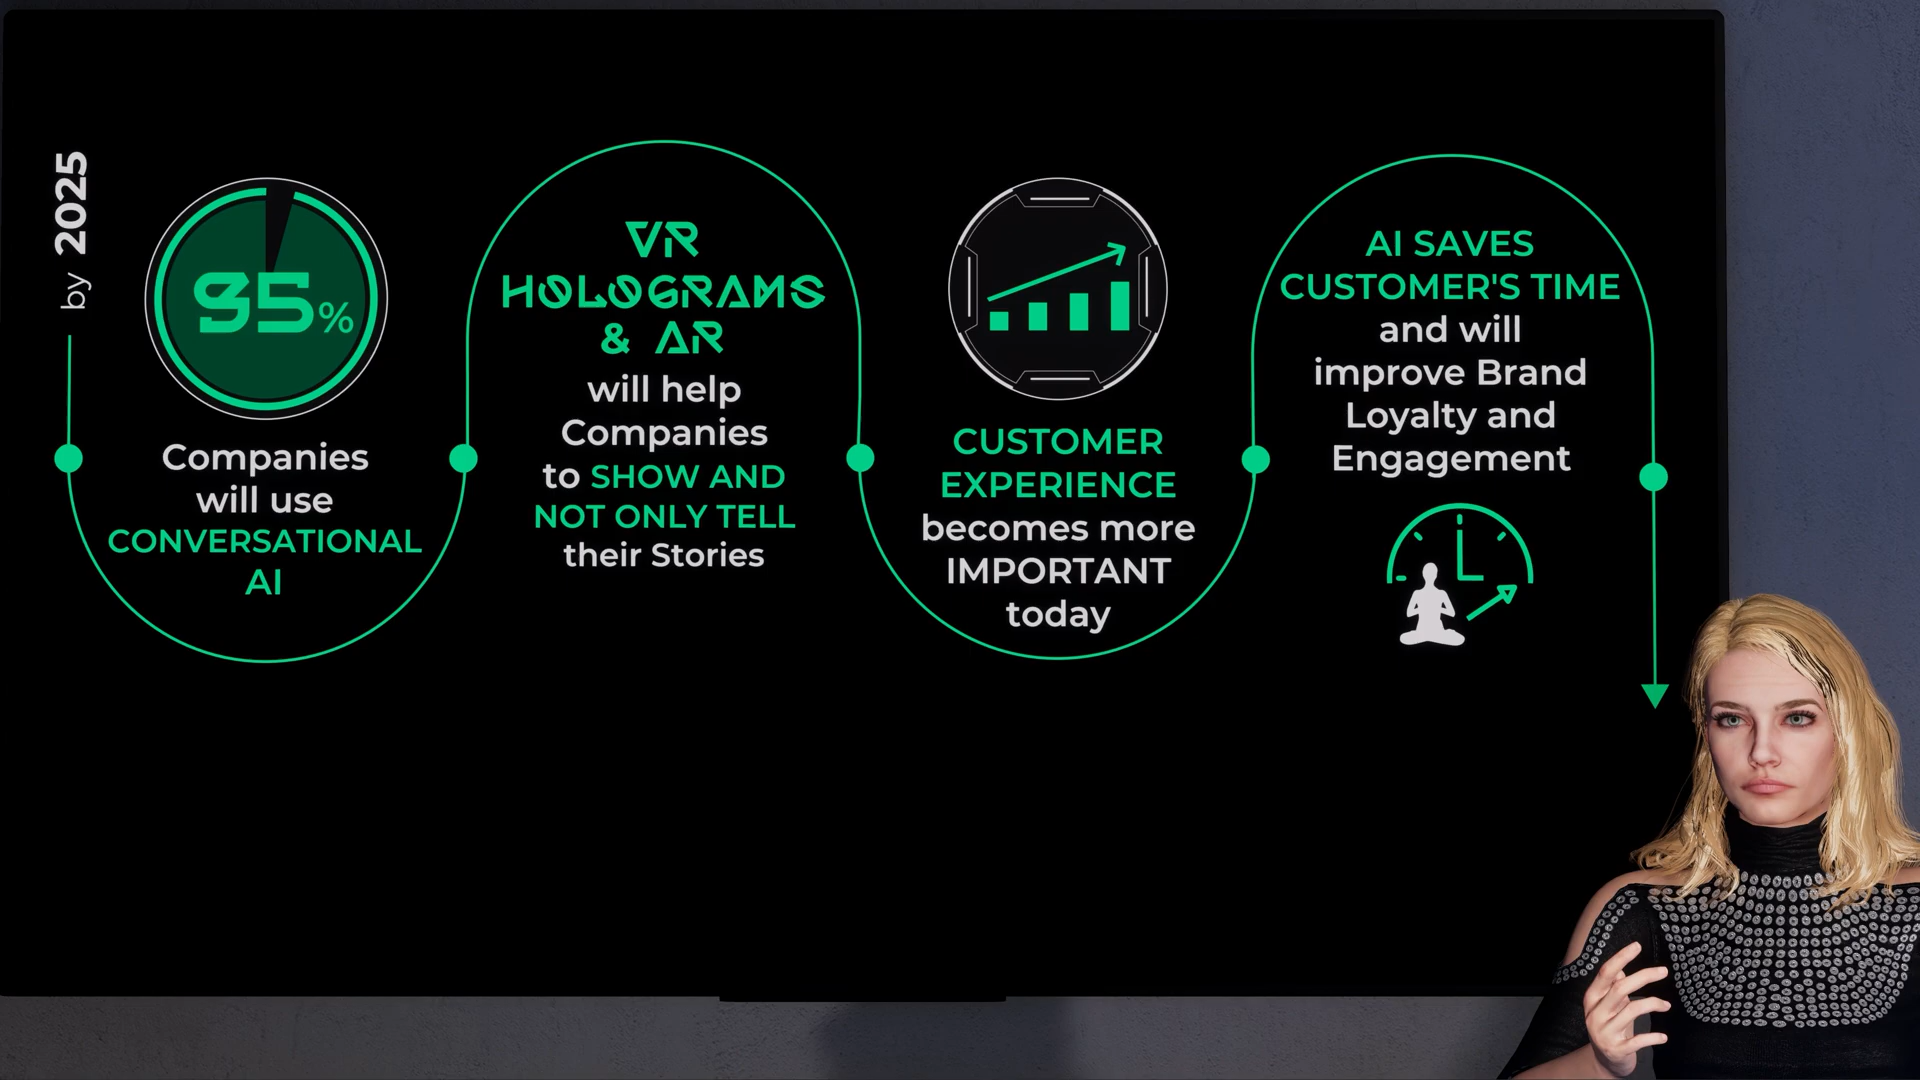 by 2025
95%
Companies
will use
CONVERSATIONAL
AI
VR
HOLOGRAMS
& AR
will help
Companies
to SHOW AND
NOT ONLY TELL
their Stories
CUSTOMER
EXPERIENCE
becomes more
IMPORTANT
today
AI SAVES
CUSTOMER'S TIME
and will
improve Brand
Loyalty and
Engagement